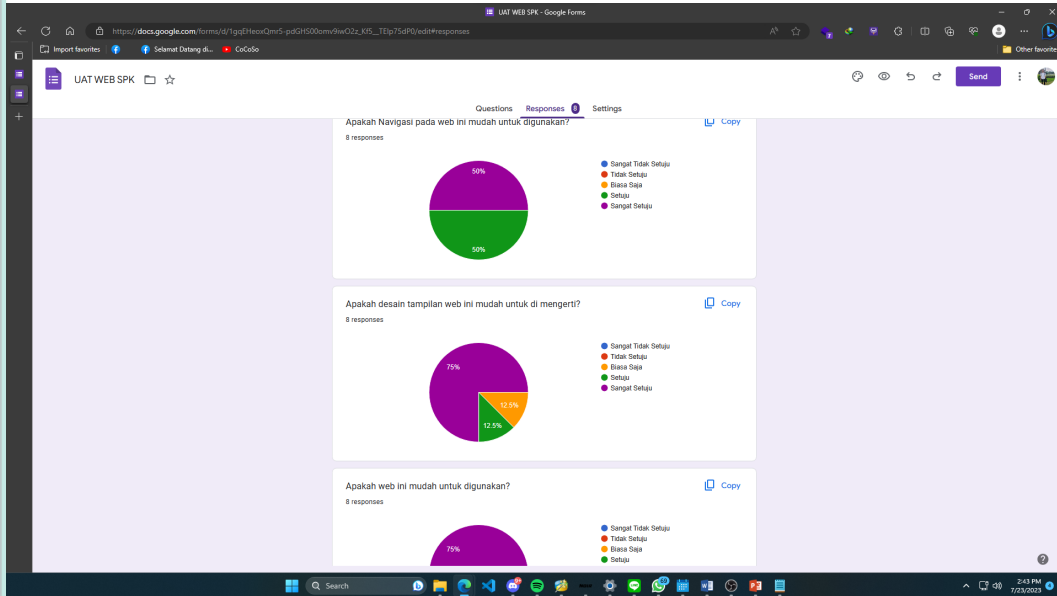 UAT WEB SPK - Google Forms
https://docs.google.com/forms/d/1gqEHeoxQmrS-pdGHS00omv9iwO2z_Kf5__TEIp7SdP0/edit#responses
Import favorites
Selamat Datang di...
CoCoSo
Other favorite
UAT WEB SPK
Send
Questions
Responses 8
Settings
Apakah Navigasi pada web ini mudah untuk digunakan?
Copy
8 responses
50%
50%
Sangat Tidak Setuju
Tidak Setuju
Biasa Saja
Setuju
Sangat Setuju
Apakah desain tampilan web ini mudah untuk di mengerti?
Copy
8 responses
75%
12.5%
12.5%
Sangat Tidak Setuju
Tidak Setuju
Biasa Saja
Setuju
Sangat Setuju
Apakah web ini mudah untuk digunakan?
Copy
8 responses
75%
Sangat Tidak Setuju
Tidak Setuju
Biasa Saja
Setuju
Search
69
2:43 PM
7/23/2023